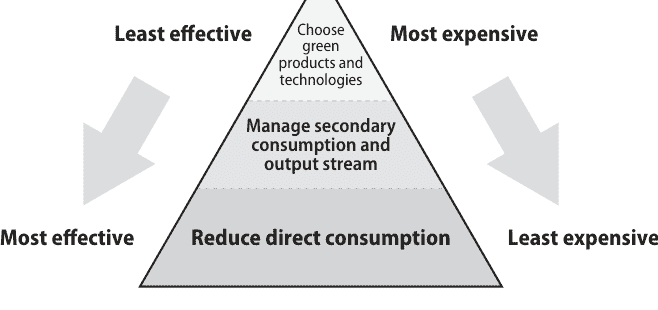 Least effective
Choose
green
products and
technologies
Most expensive
Manage secondary
consumption and
output stream
Most effective
Reduce direct consumption
Least expensive